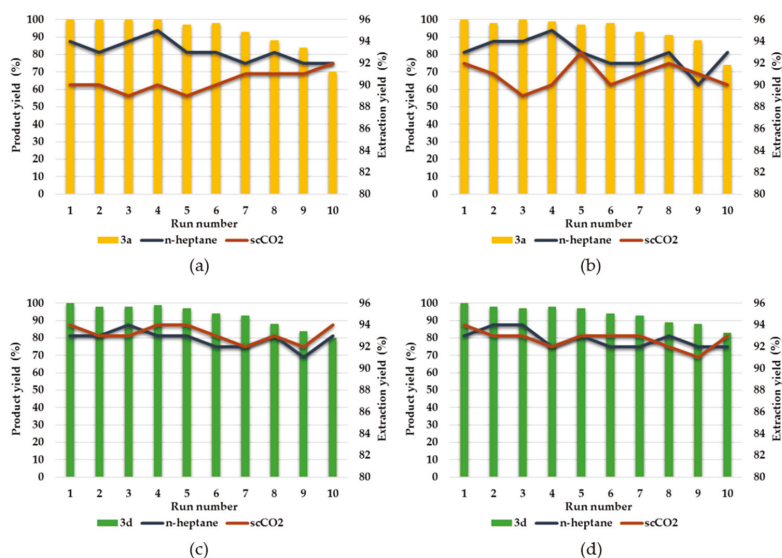 100 96
90 94
80 92
70 90
60 88
50 86
40 84
30 82
20 80
10
0
Product yield (%)
Extraction yield (%)
1 2 3 4 5 6 7 8 9 10
Run number
3a n-heptane scCO2
(a)
100 96
90 94
80 92
70 90
60 88
50 86
40 84
30 82
20 80
10
0
Product yield (%)
Extraction yield (%)
1 2 3 4 5 6 7 8 9 10
Run number
3a n-heptane scCO2
(b)
100 96
90 94
80 92
70 90
60 88
50 86
40 84
30 82
20 80
10
0
Product yield (%)
Extraction yield (%)
1 2 3 4 5 6 7 8 9 10
Run number
3d n-heptane scCO2
(c)
100 96
90 94
80 92
70 90
60 88
50 86
40 84
30 82
20 80
10
0
Product yield (%)
Extraction yield (%)
1 2 3 4 5 6 7 8 9 10
Run number
3d n-heptane scCO2
(d)